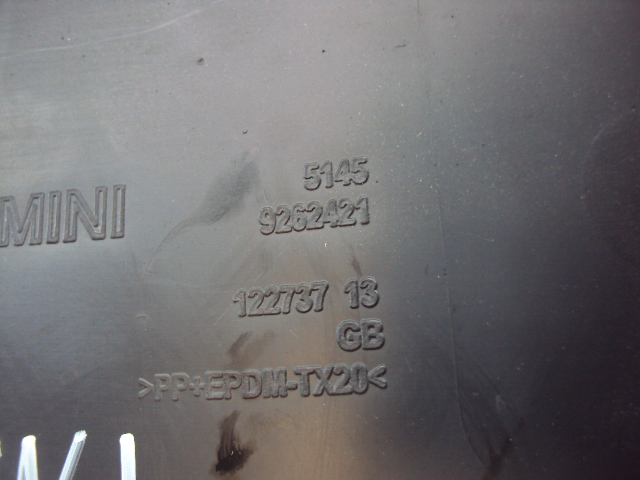 5145
MINI 9262421
122737 13
GB
>PP+EPDM-TX20<